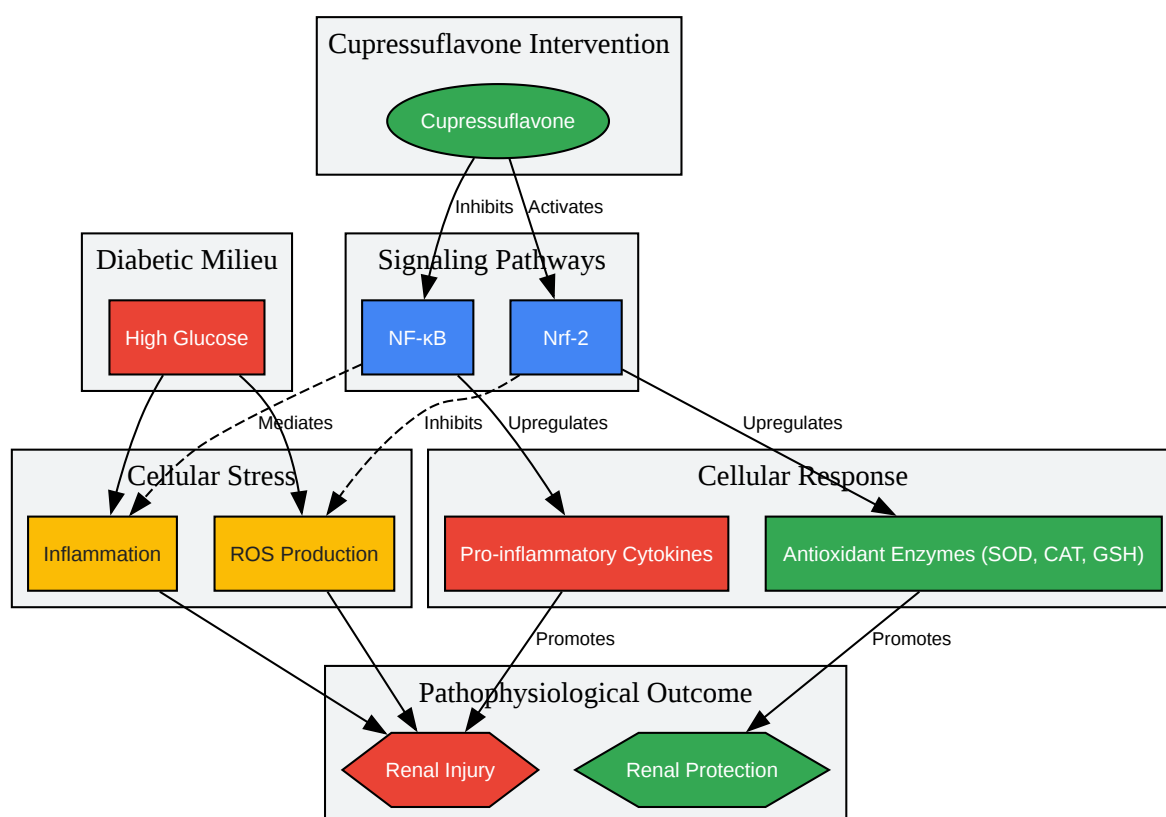 Cupressuflavone Intervention
Cupressuflavone
Inhibits
Activates
Diabetic Milieu
Signaling Pathways
High Glucose
NF-κB
Nrf-2
Mediates
Inhibits
Upregulates
Upregulates
Cellular Stress
Cellular Response
Inflammation
ROS Production
Pro-inflammatory Cytokines
Antioxidant Enzymes (SOD, CAT, GSH)
Promotes
Promotes
Pathophysiological Outcome
Renal Injury
Renal Protection